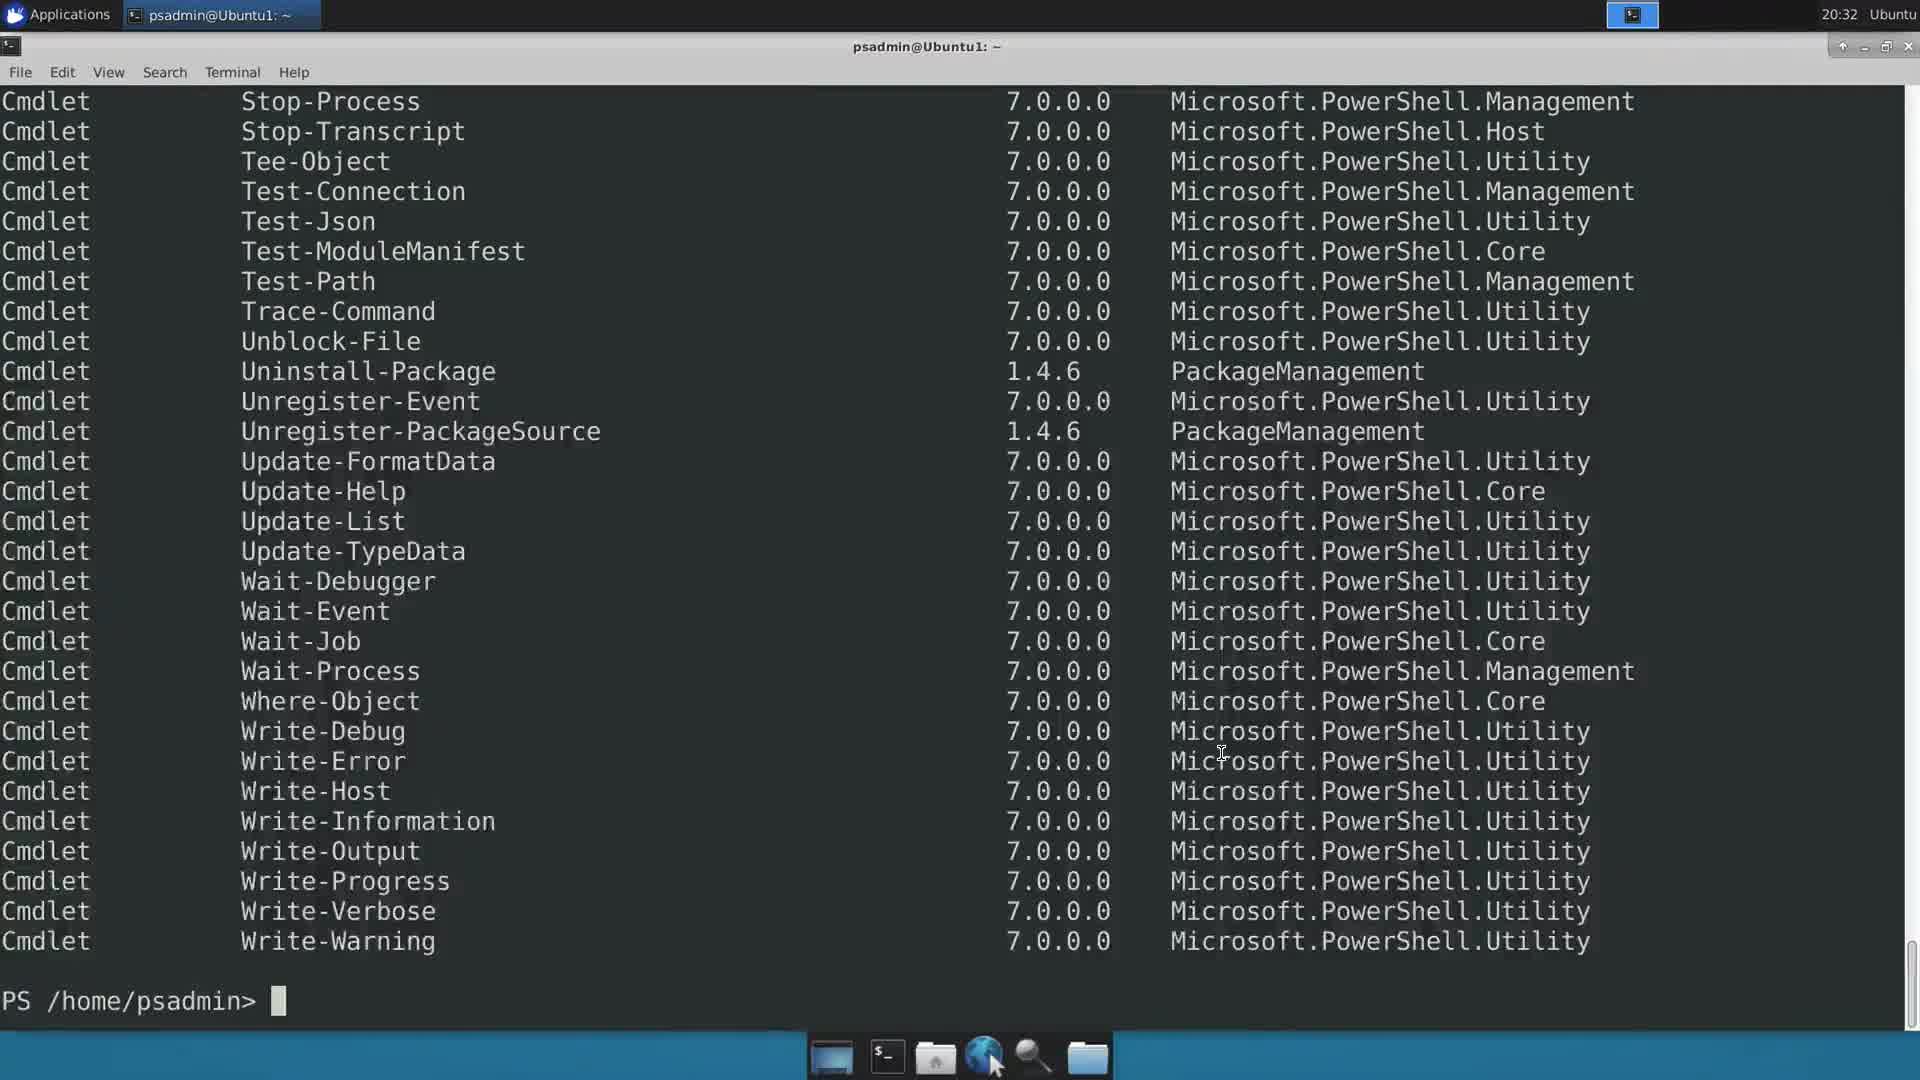 Applications psadmin@Ubuntu1: ~ 20:32 Ubuntu
psadmin@Ubuntu1: ~
File Edit View Search Terminal Help
Cmdlet Stop-Process 7.0.0.0 Microsoft.PowerShell.Management
Cmdlet Stop-Transcript 7.0.0.0 Microsoft.PowerShell.Host
Cmdlet Tee-Object 7.0.0.0 Microsoft.PowerShell.Utility
Cmdlet Test-Connection 7.0.0.0 Microsoft.PowerShell.Management
Cmdlet Test-Json 7.0.0.0 Microsoft.PowerShell.Utility
Cmdlet Test-ModuleManifest 7.0.0.0 Microsoft.PowerShell.Core
Cmdlet Test-Path 7.0.0.0 Microsoft.PowerShell.Management
Cmdlet Trace-Command 7.0.0.0 Microsoft.PowerShell.Utility
Cmdlet Unblock-File 7.0.0.0 Microsoft.PowerShell.Utility
Cmdlet Uninstall-Package 1.4.6 PackageManagement
Cmdlet Unregister-Event 7.0.0.0 Microsoft.PowerShell.Utility
Cmdlet Unregister-PackageSource 1.4.6 PackageManagement
Cmdlet Update-FormatData 7.0.0.0 Microsoft.PowerShell.Utility
Cmdlet Update-Help 7.0.0.0 Microsoft.PowerShell.Core
Cmdlet Update-List 7.0.0.0 Microsoft.PowerShell.Utility
Cmdlet Update-TypeData 7.0.0.0 Microsoft.PowerShell.Utility
Cmdlet Wait-Debugger 7.0.0.0 Microsoft.PowerShell.Utility
Cmdlet Wait-Event 7.0.0.0 Microsoft.PowerShell.Utility
Cmdlet Wait-Job 7.0.0.0 Microsoft.PowerShell.Core
Cmdlet Wait-Process 7.0.0.0 Microsoft.PowerShell.Management
Cmdlet Where-Object 7.0.0.0 Microsoft.PowerShell.Core
Cmdlet Write-Debug 7.0.0.0 Microsoft.PowerShell.Utility
Cmdlet Write-Error 7.0.0.0 Microsoft.PowerShell.Utility
Cmdlet Write-Host 7.0.0.0 Microsoft.PowerShell.Utility
Cmdlet Write-Information 7.0.0.0 Microsoft.PowerShell.Utility
Cmdlet Write-Output 7.0.0.0 Microsoft.PowerShell.Utility
Cmdlet Write-Progress 7.0.0.0 Microsoft.PowerShell.Utility
Cmdlet Write-Verbose 7.0.0.0 Microsoft.PowerShell.Utility
Cmdlet Write-Warning 7.0.0.0 Microsoft.PowerShell.Utility
PS /home/psadmin>